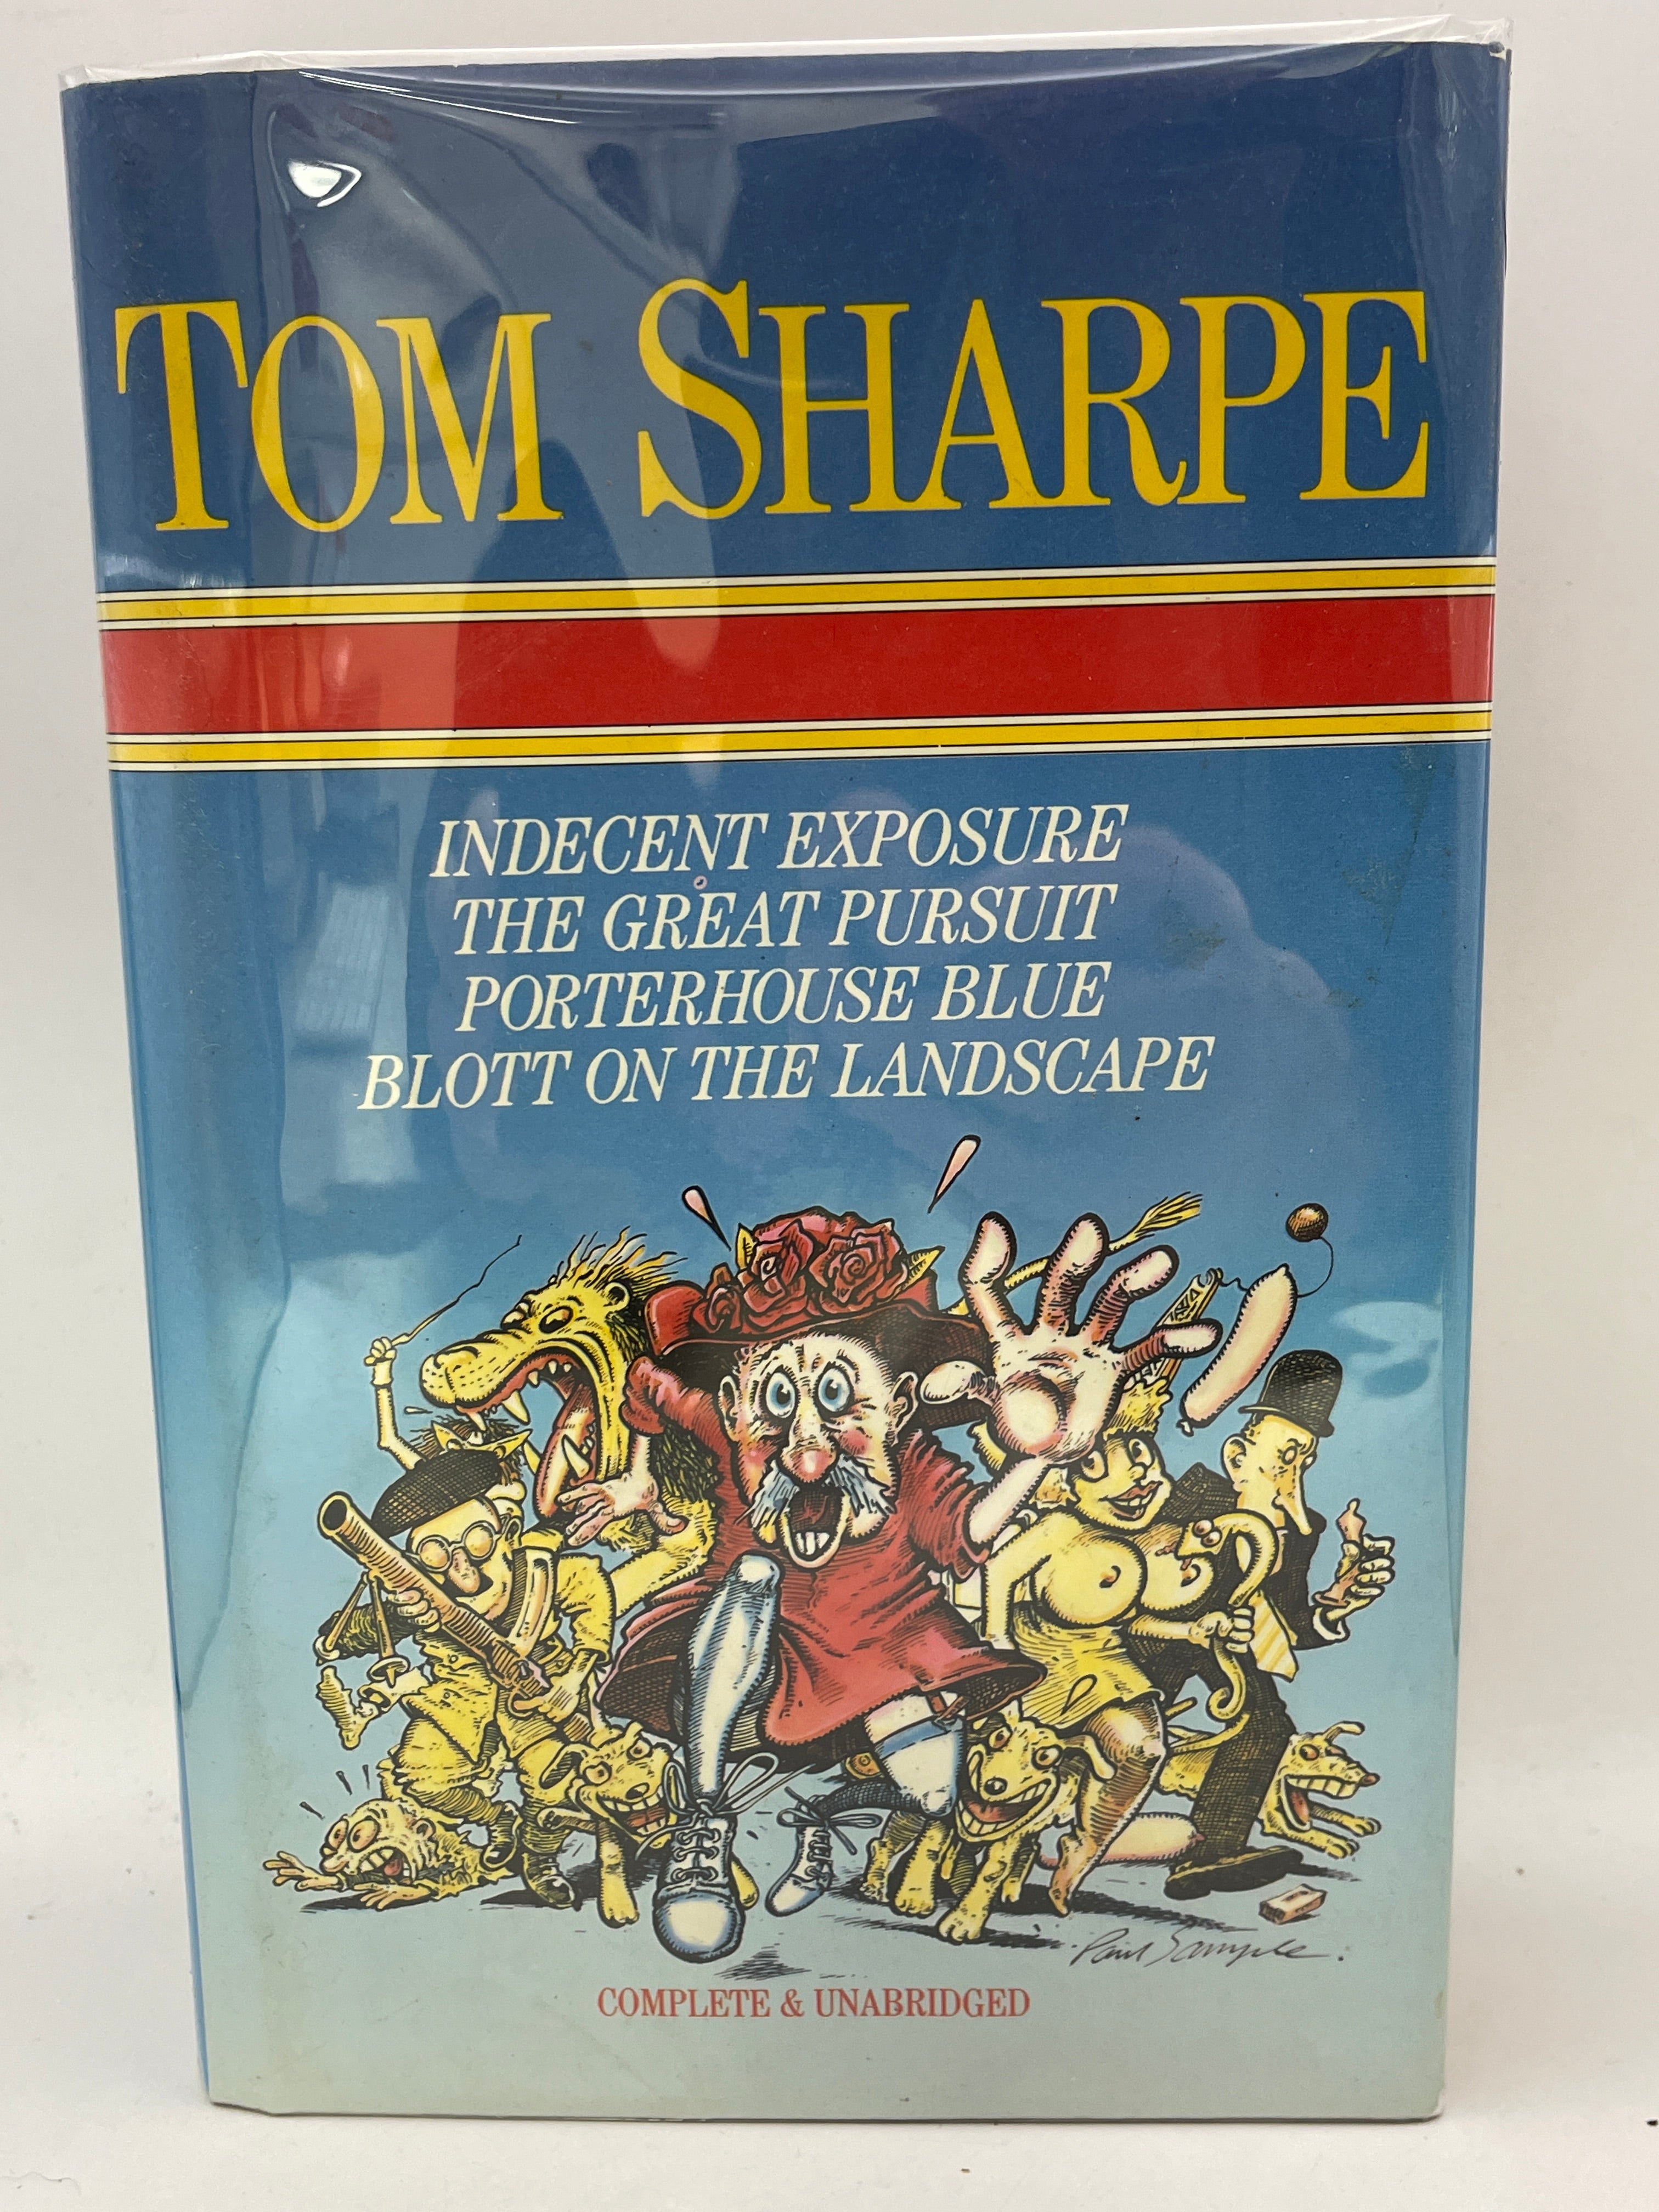 TOM SHARPE
INDECENT EXPOSURE
THE GREAT PURSUIT
PORTERHOUSE BLUE
BLOTT ON THE LANDSCAPE
Paul Sample.
COMPLETE & UNABRIDGED